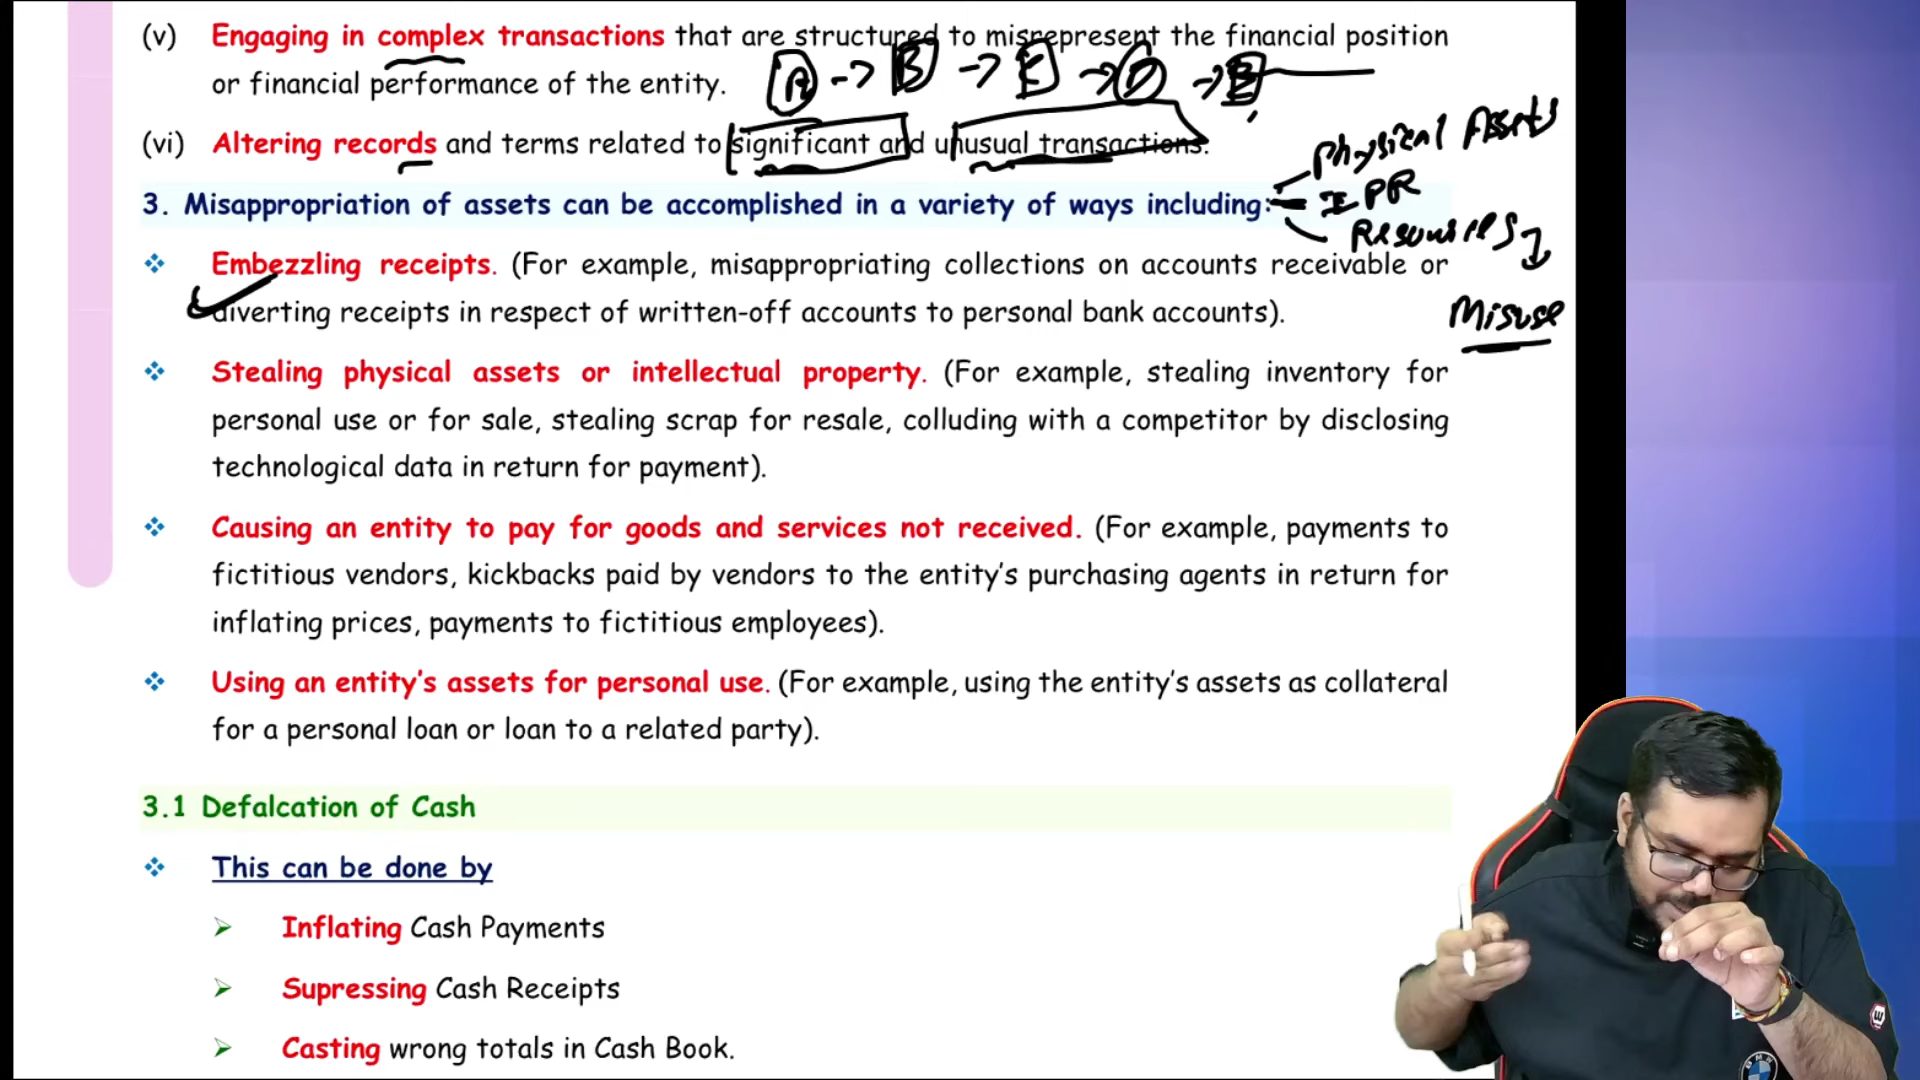 (v) Engaging in complex transactions that are structured to misrepresent the financial position
or financial performance of the entity.
A -> B -> C -> D -> E
(vi) Altering records and terms related to significant and unusual transactions.
Physical Assets
3. Misappropriation of assets can be accomplished in a variety of ways including:
IPR
Resources
❖ Embezzling receipts. (For example, misappropriating collections on accounts receivable or
diverting receipts in respect of written-off accounts to personal bank accounts).
Misuse
❖ Stealing physical assets or intellectual property. (For example, stealing inventory for
personal use or for sale, stealing scrap for resale, colluding with a competitor by disclosing
technological data in return for payment).
❖ Causing an entity to pay for goods and services not received. (For example, payments to
fictitious vendors, kickbacks paid by vendors to the entity's purchasing agents in return for
inflating prices, payments to fictitious employees).
❖ Using an entity's assets for personal use. (For example, using the entity's assets as collateral
for a personal loan or loan to a related party).
3.1 Defalcation of Cash
❖ This can be done by
➢ Inflating Cash Payments
➢ Supressing Cash Receipts
➢ Casting wrong totals in Cash Book.